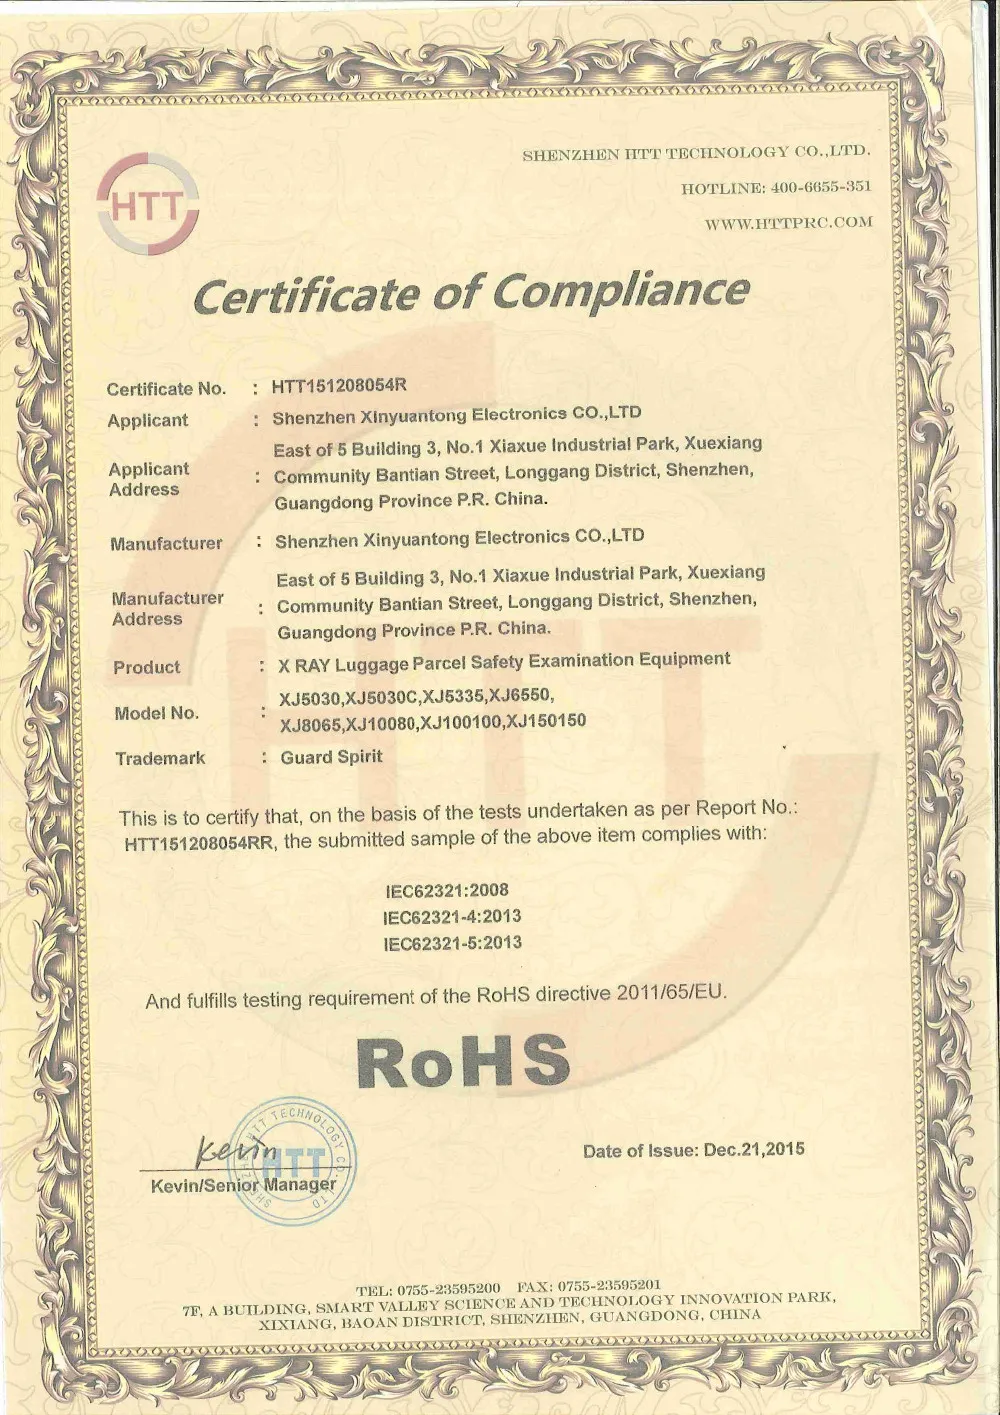 HTT
SHENZHEN HTT TECHNOLOGY CO.,LTD.
HOTLINE: 400-6655-351
WWW.HTTPRC.COM
Certificate of Compliance
Certificate No. : HTT151208054R
Applicant : Shenzhen Xinyuantong Electronics CO.,LTD
Applicant Address : East of 5 Building 3, No.1 Xiaxue Industrial Park, Xuexiang
Community Bantian Street, Longgang District, Shenzhen,
Guangdong Province P.R. China.
Manufacturer : Shenzhen Xinyuantong Electronics CO.,LTD
Manufacturer Address : East of 5 Building 3, No.1 Xiaxue Industrial Park, Xuexiang
Community Bantian Street, Longgang District, Shenzhen,
Guangdong Province P.R. China.
Product : X RAY Luggage Parcel Safety Examination Equipment
Model No. : XJ5030,XJ5030C,XJ5335,XJ6550,
XJ8065,XJ10080,XJ100100,XJ150150
Trademark : Guard Spirit
This is to certify that, on the basis of the tests undertaken as per Report No.:
HTT151208054RR, the submitted sample of the above item complies with:
IEC62321:2008
IEC62321-4:2013
IEC62321-5:2013
And fulfills testing requirement of the RoHS directive 2011/65/EU.
RoHS
Kevin
HTT
Kevin/Senior Manager
Date of Issue: Dec.21,2015
TEL: 0755-23595200 FAX: 0755-23595201
7F, A BUILDING, SMART VALLEY SCIENCE AND TECHNOLOGY INNOVATION PARK,
XIXIANG, BAOAN DISTRICT, SHENZHEN, GUANGDONG, CHINA